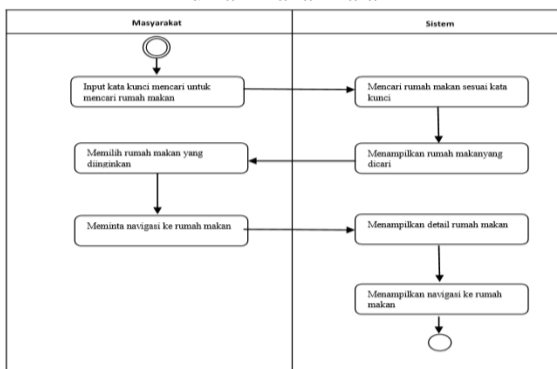 Masyarakat
Sistem
Input kata kunci mencari untuk
mencari rumah makan
Mencari rumah makan sesuai kata
kunci
Memilih rumah makan yang
diinginkan
Menampilkan rumah makanyang
dicari
Meminta navigasi ke rumah makan
Menampilkan detail rumah makan
Menampilkan navigasi ke rumah
makan